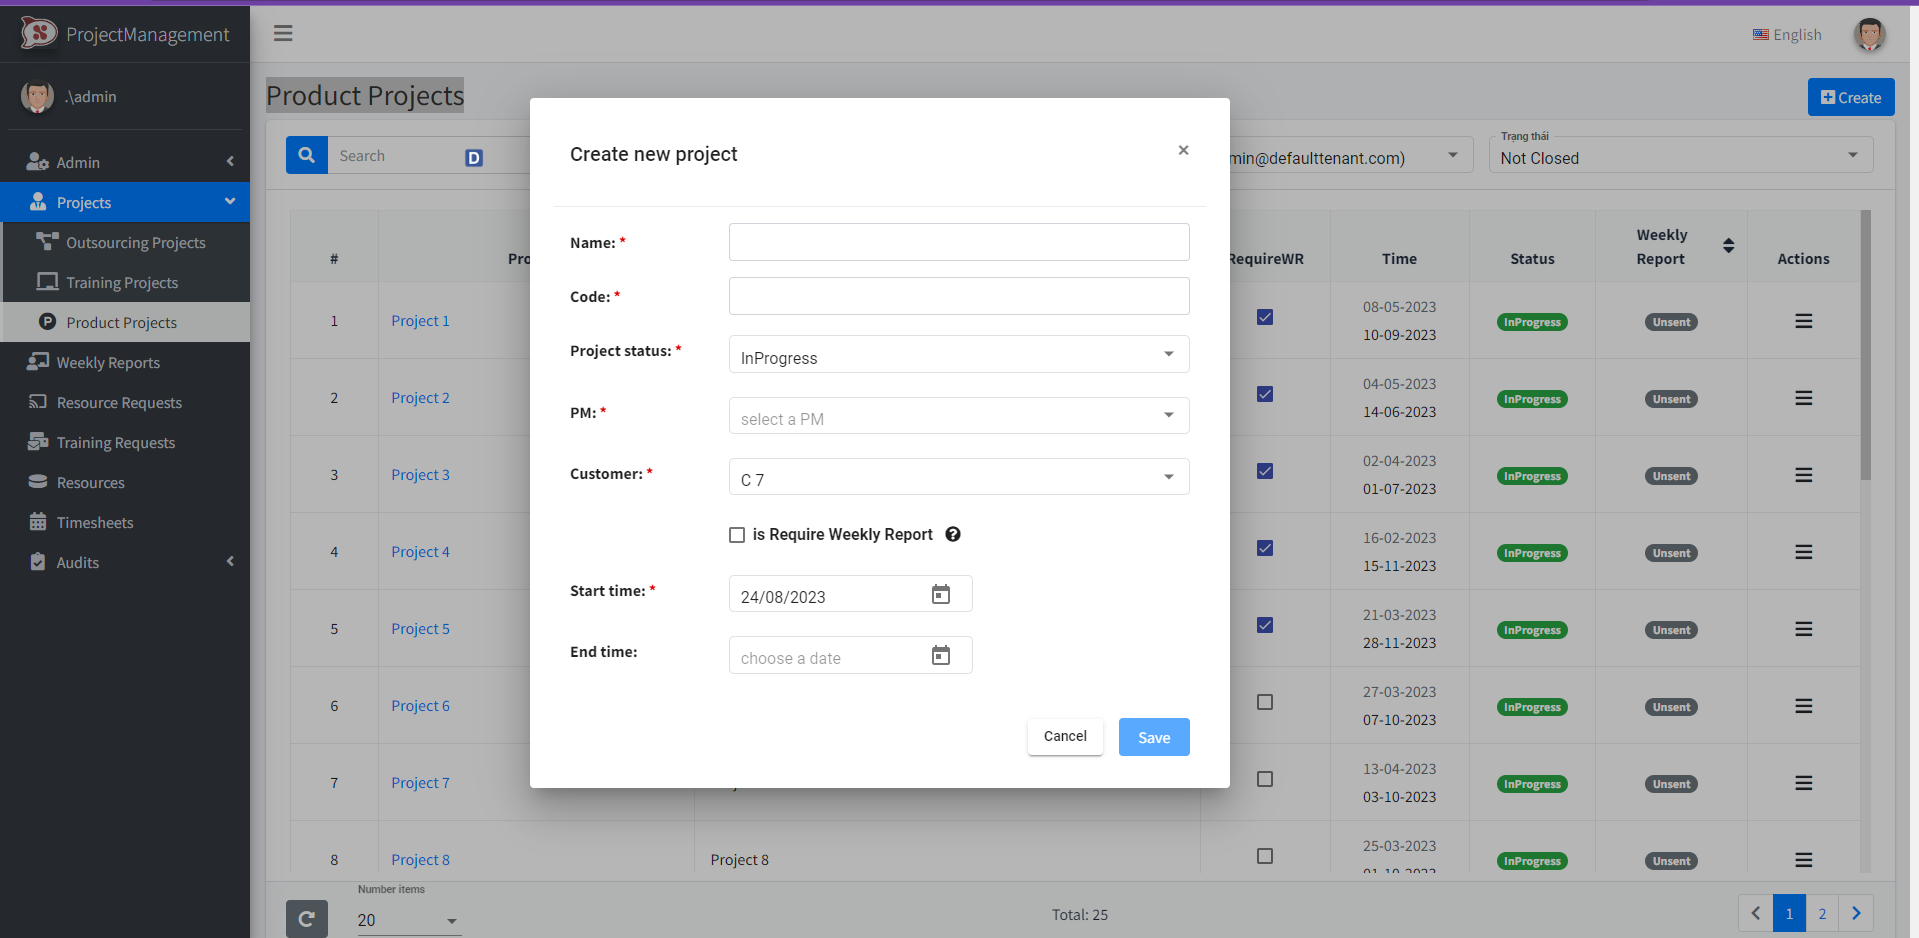 ProjectManagement
English
.\admin
Product Projects
Create
Search
D
min@defaulttenant.com)
Trạng thái
Not Closed
Admin
Projects
Outsourcing Projects
Training Projects
P
Product Projects
Weekly Reports
Resource Requests
Training Requests
Resources
Timesheets
Audits
Create new project
×
Name: *
Code: *
Project status: *
InProgress
PM: *
select a PM
Customer: *
C 7
is Require Weekly Report
Start time: *
24/08/2023
End time:
choose a date
Cancel
Save
#
Pro
RequireWR
Time
Status
Weekly
Report
Actions
1
Project 1
08-05-2023
10-09-2023
InProgress
Unsent
2
Project 2
04-05-2023
14-06-2023
InProgress
Unsent
3
Project 3
02-04-2023
01-07-2023
InProgress
Unsent
4
Project 4
16-02-2023
15-11-2023
InProgress
Unsent
5
Project 5
21-03-2023
28-11-2023
InProgress
Unsent
6
Project 6
27-03-2023
07-10-2023
InProgress
Unsent
7
Project 7
13-04-2023
03-10-2023
InProgress
Unsent
8
Project 8
Project 8
25-03-2023
InProgress
Unsent
Number items
20
Total: 25
1
2